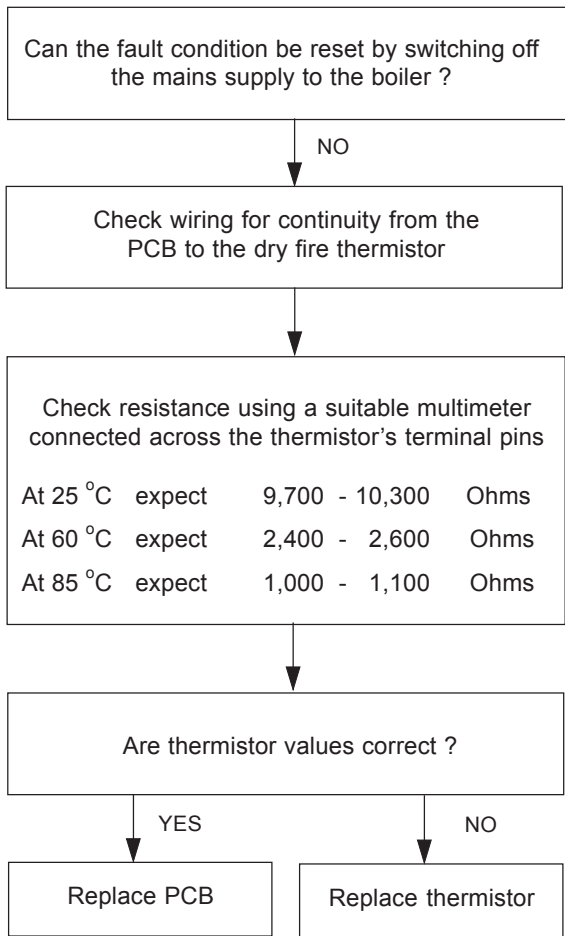 Can the fault condition be reset by switching off
the mains supply to the boiler ?
NO
Check wiring for continuity from the
PCB to the dry fire thermistor
Check resistance using a suitable multimeter
connected across the thermistor's terminal pins
At 25 °C expect 9,700 - 10,300 Ohms
At 60 °C expect 2,400 - 2,600 Ohms
At 85 °C expect 1,000 - 1,100 Ohms
Are thermistor values correct ?
YES
NO
Replace PCB
Replace thermistor